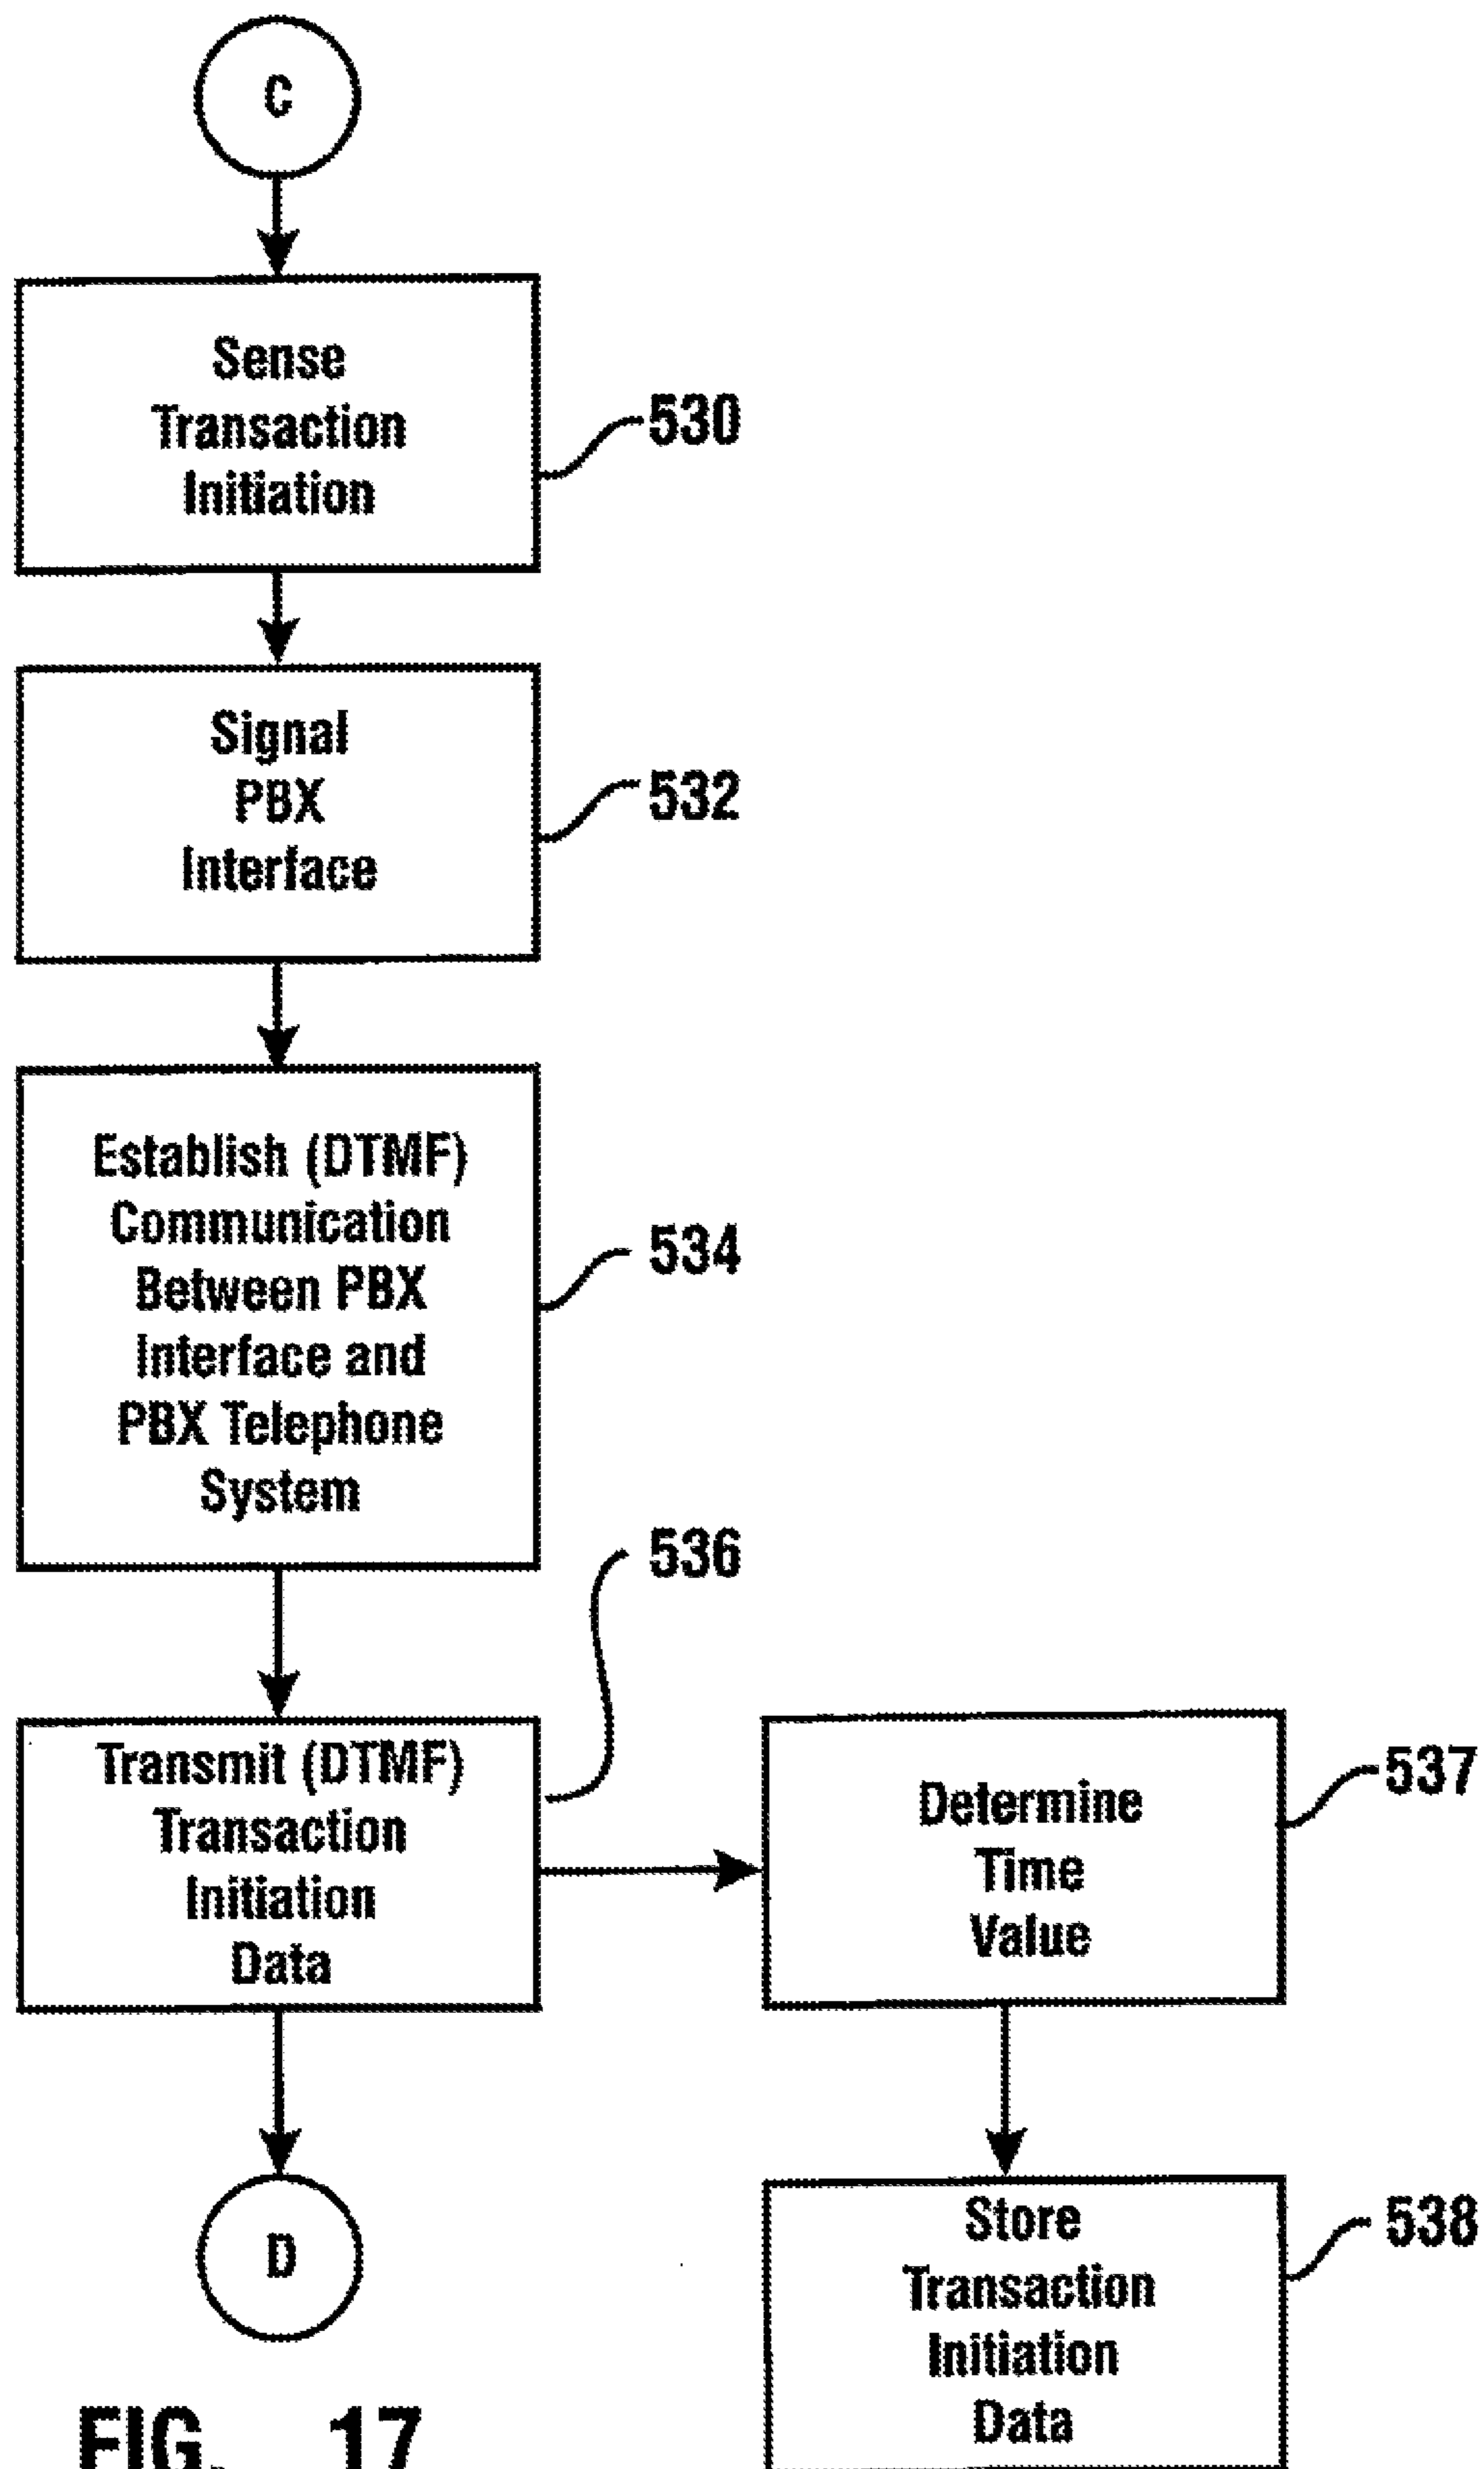 C
Sense
Transaction
Initiation
530
Signal
PBX
Interface
532
Establish (DTMF)
Communication
Between PBX
Interface and
PBX Telephone
System
534
536
Transmit (DTMF)
Transaction
Initiation
Data
Determine
Time
Value
537
D
Store
Transaction
Initiation
Data
538
FIG. 17